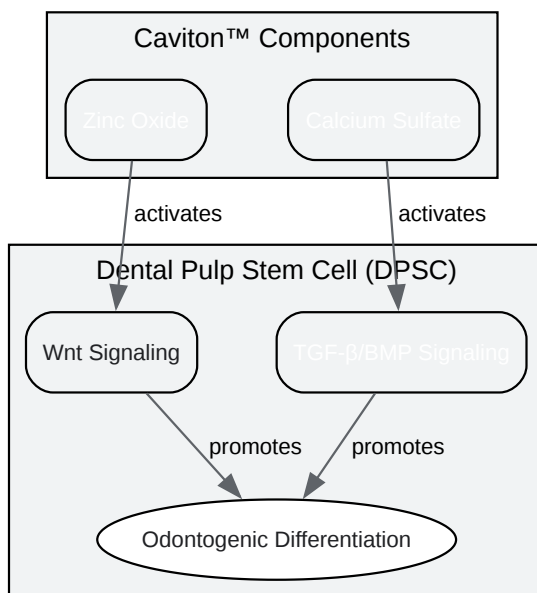 Caviton™ Components
Zinc Oxide
Calcium Sulfate
activates
activates
Dental Pulp Stem Cell (DPSC)
Wnt Signaling
TGF-β/BMP Signaling
promotes
promotes
Odontogenic Differentiation